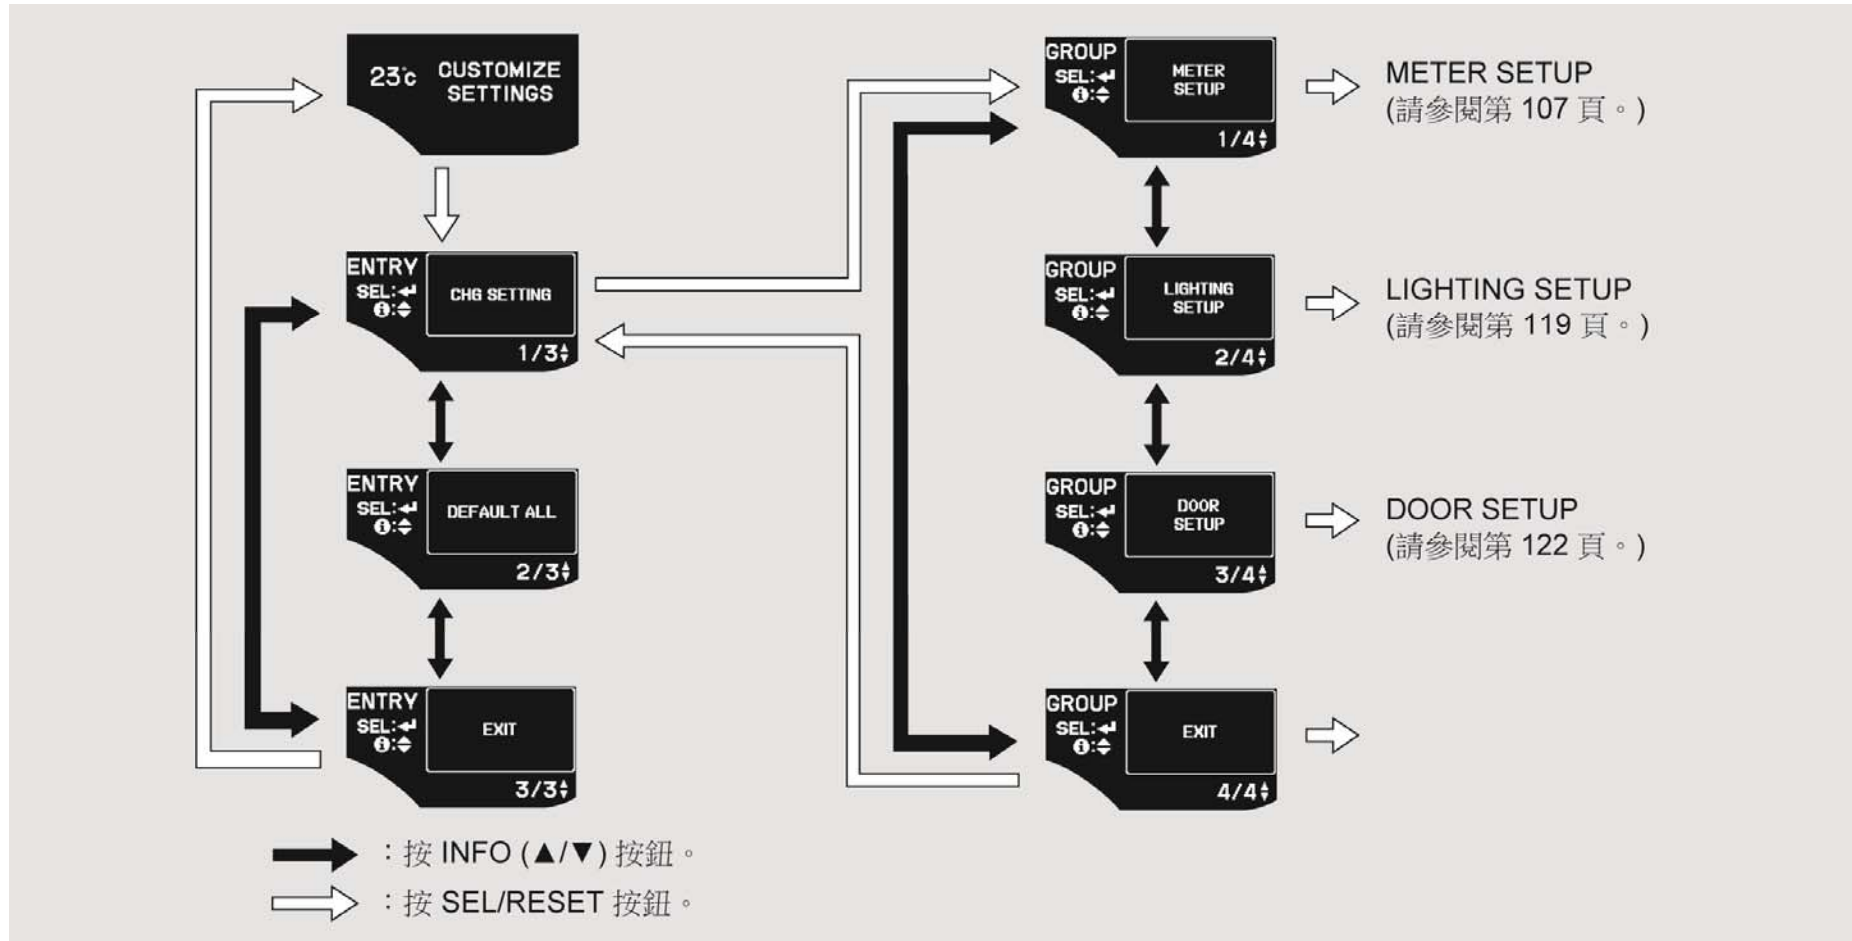 23°c CUSTOMIZE
SETTINGS
ENTRY
SEL:↵
i:
CHG SETTING
1/3
ENTRY
SEL:↵
i:
DEFAULT ALL
2/3
ENTRY
SEL:↵
i:
EXIT
3/3
GROUP
SEL:↵
i:
METER
SETUP
1/4
METER SETUP
(請參閱第 107 頁。)
GROUP
SEL:↵
i:
LIGHTING
SETUP
2/4
LIGHTING SETUP
(請參閱第 119 頁。)
GROUP
SEL:↵
i:
DOOR
SETUP
3/4
DOOR SETUP
(請參閱第 122 頁。)
GROUP
SEL:↵
i:
EXIT
4/4
：按 INFO (▲/▼) 按鈕。
：按 SEL/RESET 按鈕。